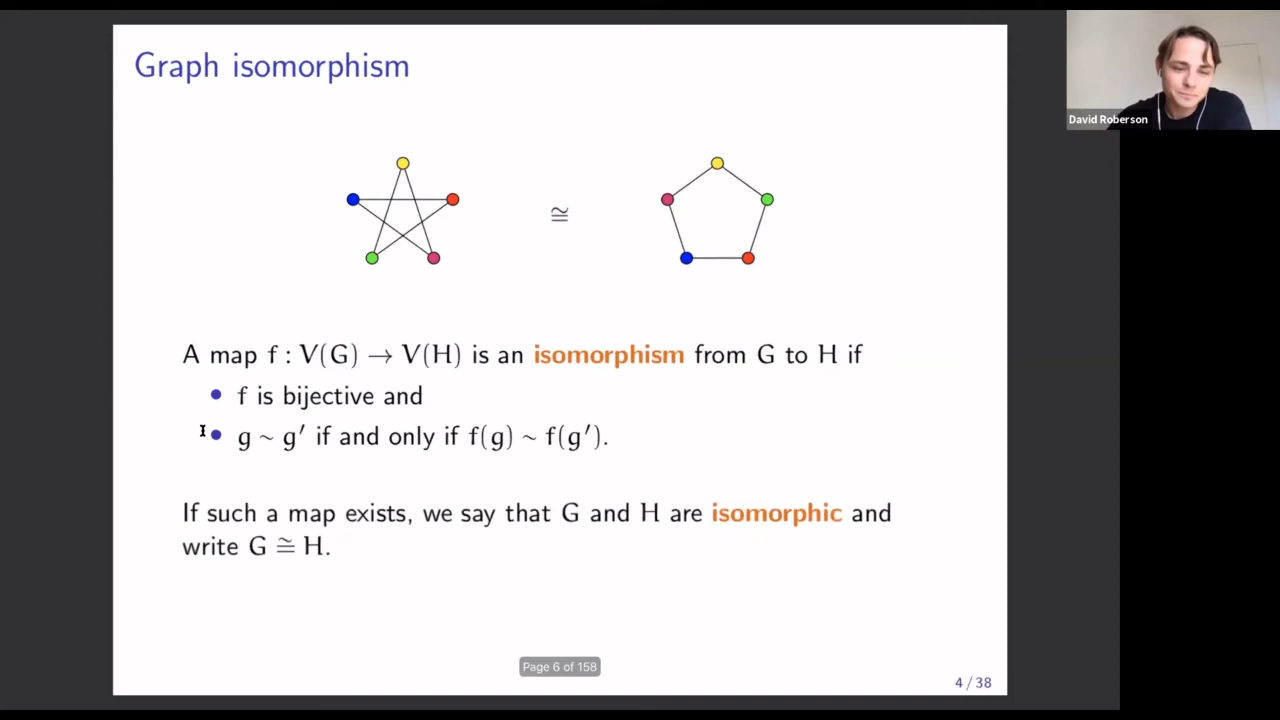 Graph isomorphism
David Roberson
≅
A map f : V(G) → V(H) is an isomorphism from G to H if
• f is bijective and
• g ~ g′ if and only if f(g) ~ f(g′).
If such a map exists, we say that G and H are isomorphic and
write G ≅ H.
Page 6 of 158
4 / 38